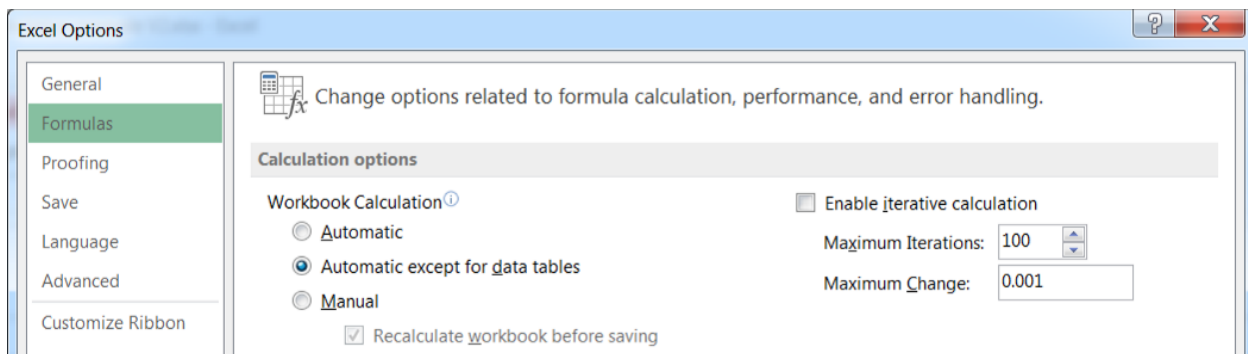 Excel Options
General
Formulas
Proofing
Save
Language
Advanced
Customize Ribbon
fx Change options related to formula calculation, performance, and error handling.
Calculation options
Workbook Calculation
Automatic
Automatic except for data tables
Manual
Recalculate workbook before saving
Enable iterative calculation
Maximum Iterations: 100
Maximum Change: 0.001